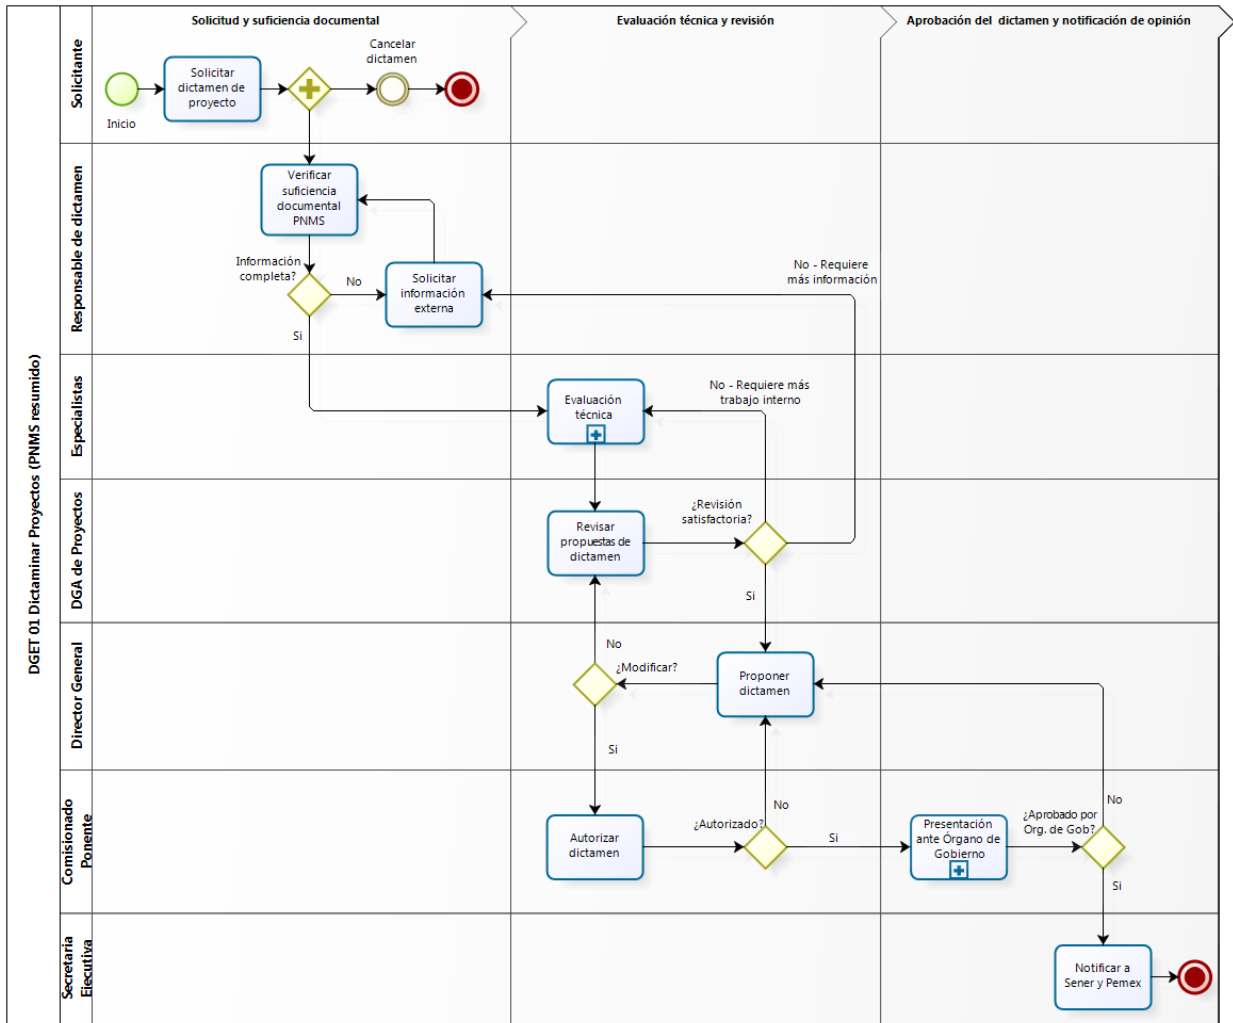 Solicitud y suficiencia documental
Evaluación técnica y revisión
Aprobación del dictamen y notificación de opinión
DGET 01 Dictaminar Proyectos (PNMS resumido)
Solicitante
Inicio
Solicitar
dictamen de
proyecto
Cancelar
dictamen
Responsable de dictamen
Verificar
suficiencia
documental
PNMS
Información
completa?
No
Si
Solicitar
información
externa
No - Requiere
más información
Especialistas
Evaluación
técnica
No - Requiere más
trabajo interno
DGA de Proyectos
Revisar
propuestas de
dictamen
¿Revisión
satisfactoria?
Si
Director General
No
¿Modificar?
Si
Proponer
dictamen
Comisionado
Ponente
Autorizar
dictamen
¿Autorizado?
No
Si
Presentación
ante Órgano de
Gobierno
¿Aprobado por
Org. de Gob?
No
Si
Secretaria
Ejecutiva
Notificar a
Sener y Pemex